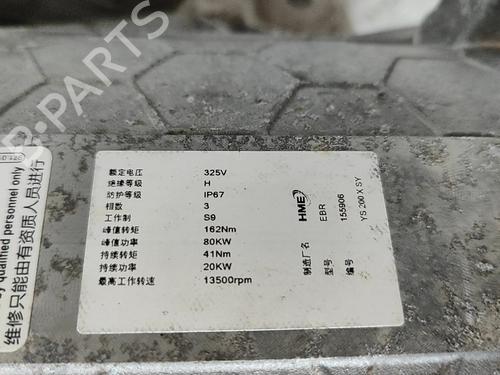 额定电压 325V
绝缘等级 H
防护等级 IP67
相数 3
工作制 S9
峰值转矩 162Nm
峰值功率 80KW
持续转矩 41Nm
持续功率 20KW
最高工作转速 13500rpm
HME
制造厂名 EBR
型号 155906
编号 YS 200 X SY
by qualified personnel only
维修只能由有资质人员进行